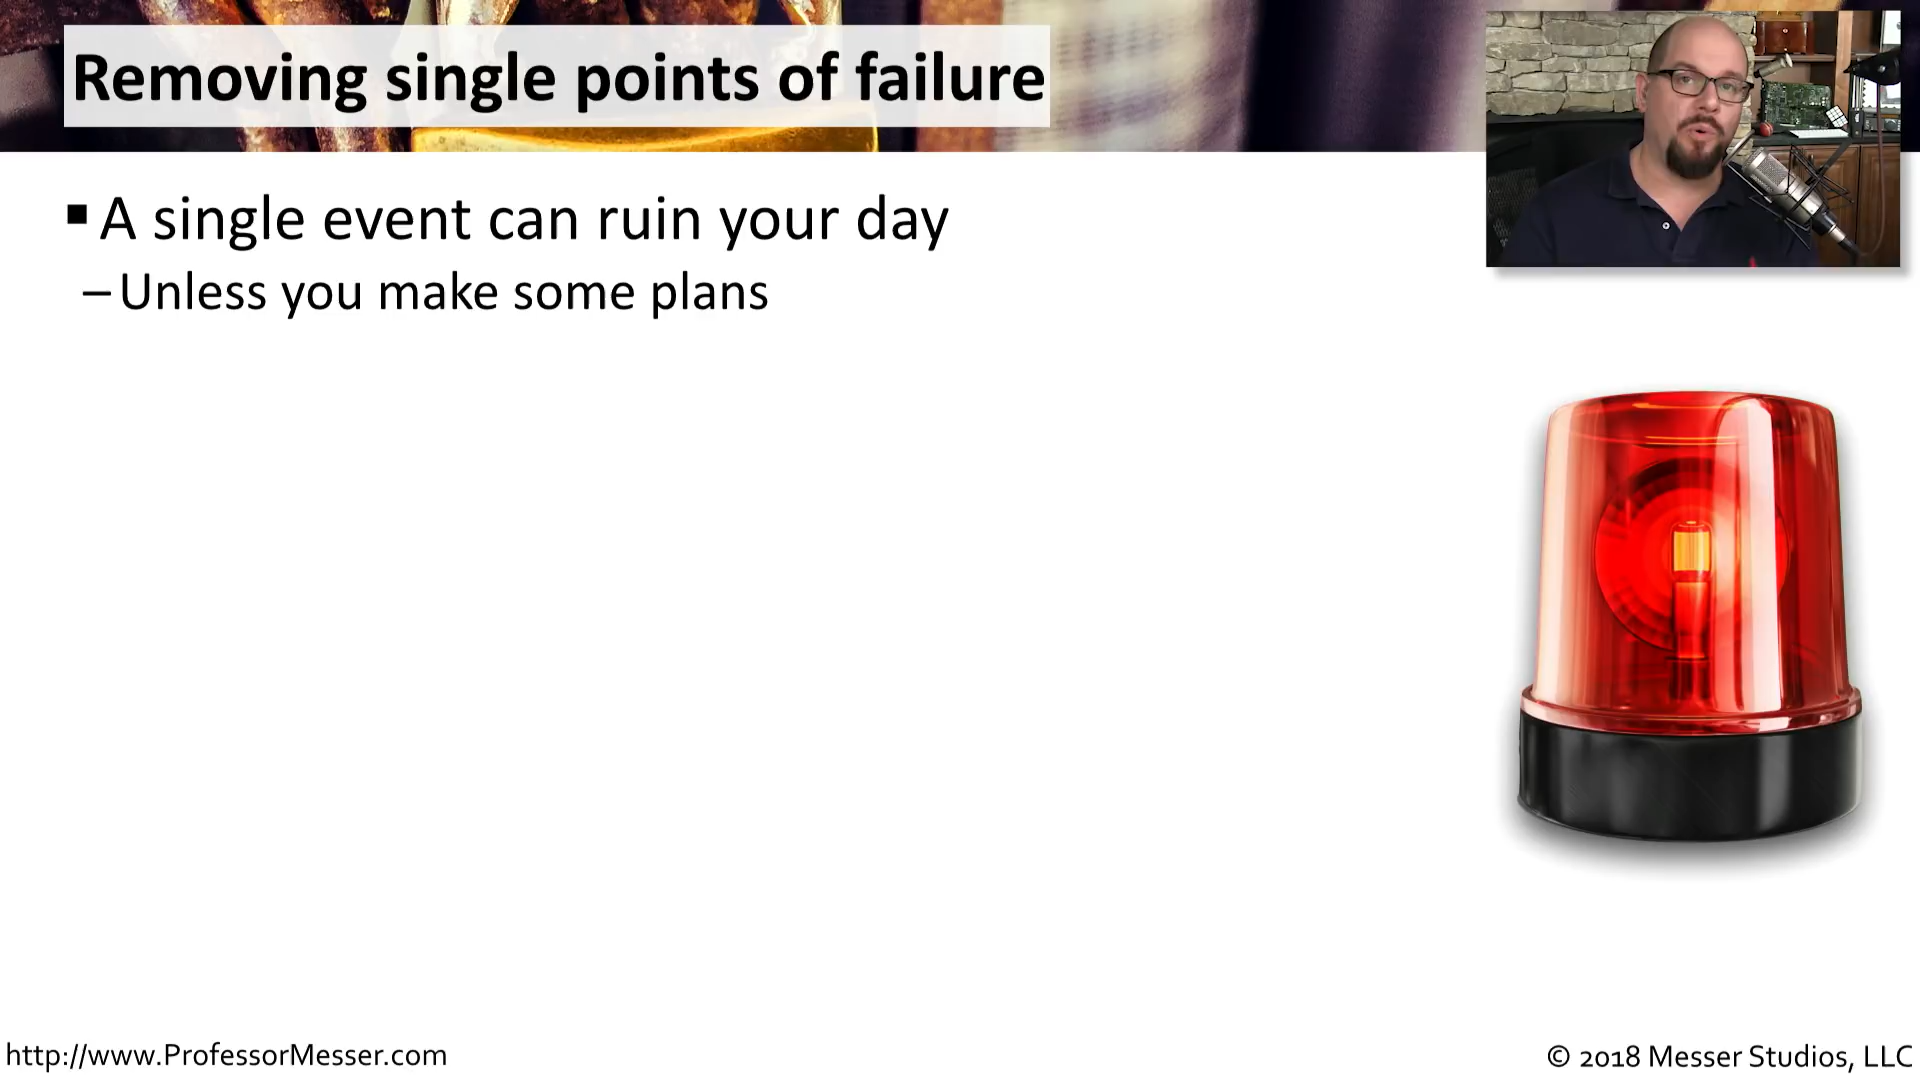 Removing single points of failure
▪ A single event can ruin your day
– Unless you make some plans
http://www.ProfessorMesser.com
© 2018 Messer Studios, LLC